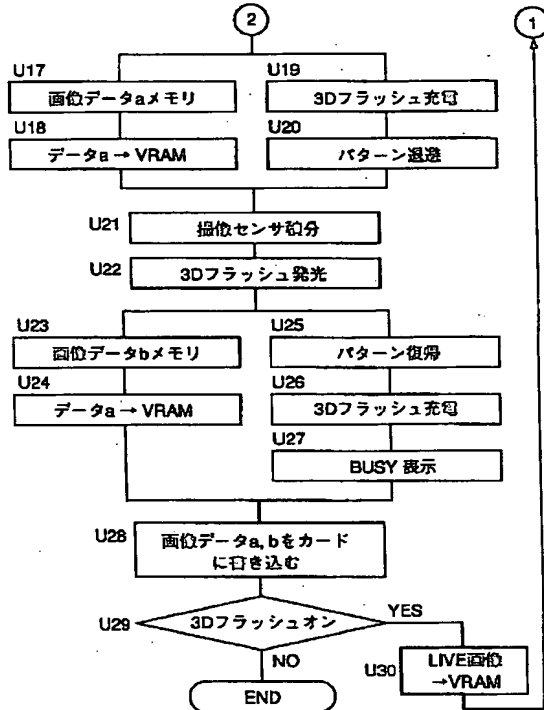 2
1
U17
画像データaメモリ
U19
3Dフラッシュ充電
U18
データa→VRAM
U20
パターン退避
U21
撮像センサ積分
U22
3Dフラッシュ発光
U23
画像データbメモリ
U25
パターン復帰
U24
データa→VRAM
U26
3Dフラッシュ充電
U27
BUSY 表示
U28
画像データa,bをカード
に書き込む
U29
3Dフラッシュオン
YES
NO
U30
LIVE画像
→VRAM
END